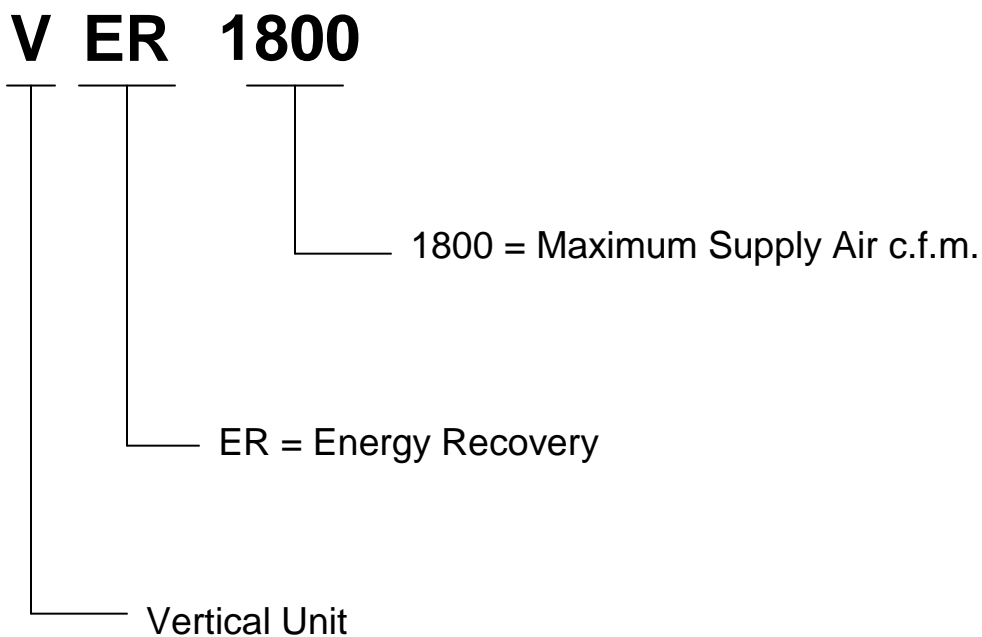 V ER 1800
1800 = Maximum Supply Air c.f.m.
ER = Energy Recovery
Vertical Unit